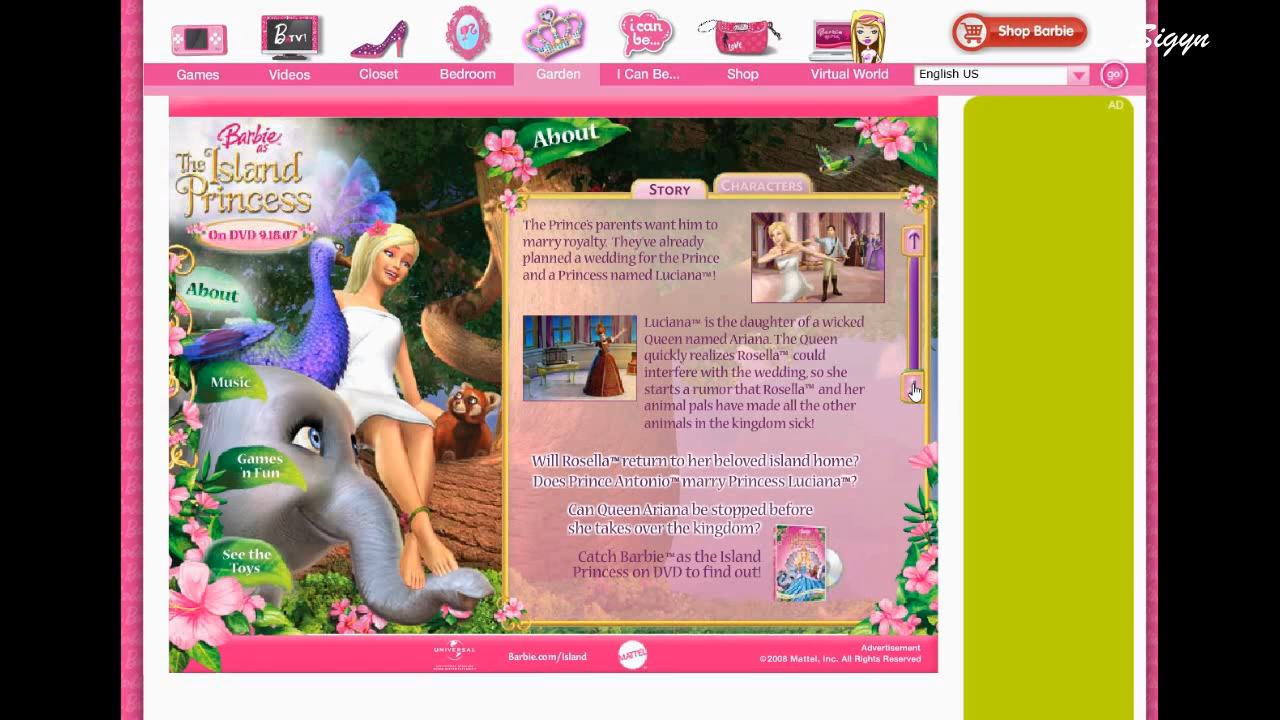 B TV!
i can
be...
love
Barbie
Shop Barbie
Sigyn
Games
Videos
Closet
Bedroom
Garden
I Can Be...
Shop
Virtual World
English US
go!
AD
Barbie
as
The Island
Princess
On DVD 9.18.07
About
Music
Games
'n Fun
See the
Toys
About
STORY
CHARACTERS
The Prince's parents want him to
marry royalty. They've already
planned a wedding for the Prince
and a Princess named Luciana™!
Luciana™ is the daughter of a wicked
Queen named Ariana. The Queen
quickly realizes Rosella™ could
interfere with the wedding, so she
starts a rumor that Rosella™ and her
animal pals have made all the other
animals in the kingdom sick!
Will Rosella™ return to her beloved island home?
Does Prince Antonio™ marry Princess Luciana™?
Can Queen Ariana be stopped before
she takes over the kingdom?
Catch Barbie™ as the Island
Princess on DVD to find out!
UNIVERSAL
Barbie.com/Island
MATTEL
Advertisement
©2008 Mattel, Inc. All Rights Reserved